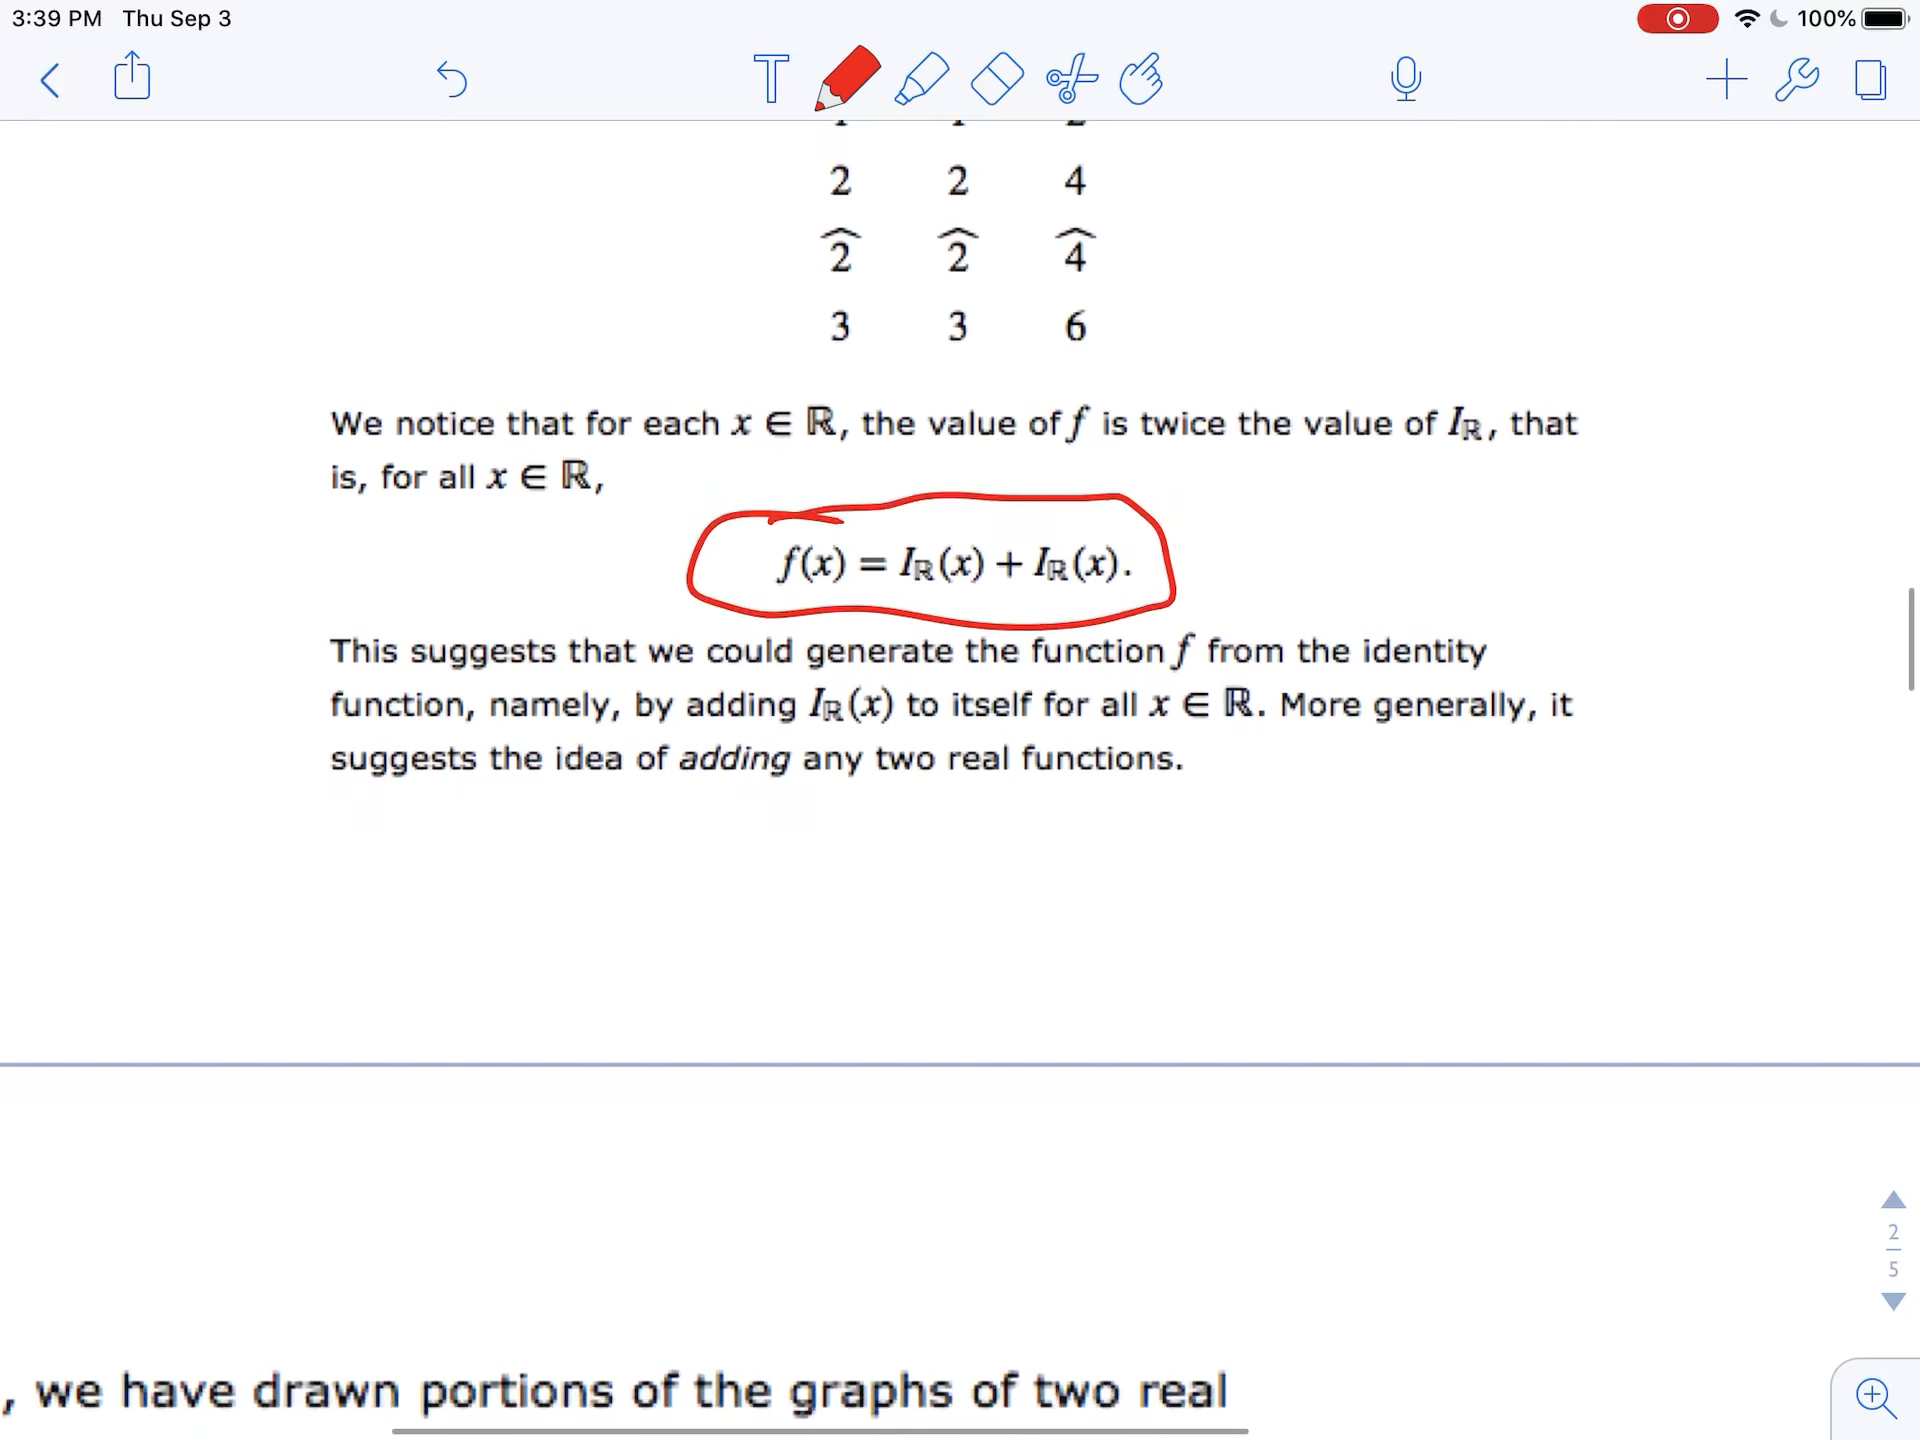 3:39 PM Thu Sep 3
100%
T
2 2 4
2̂ 2̂ 4̂
3 3 6
We notice that for each x ∈ ℝ, the value of f is twice the value of Iℝ, that
is, for all x ∈ ℝ,
f(x) = Iℝ(x) + Iℝ(x).
This suggests that we could generate the function f from the identity
function, namely, by adding Iℝ(x) to itself for all x ∈ ℝ. More generally, it
suggests the idea of adding any two real functions.
2
5
, we have drawn portions of the graphs of two real